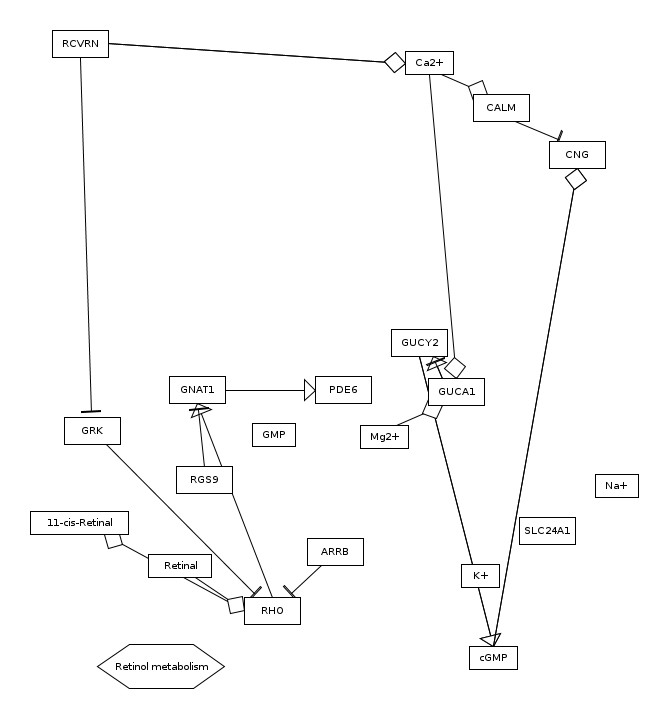 RCVRN
Ca2+
CALM
CNG
GUCY2
GNAT1
PDE6
GUCA1
GRK
GMP
Mg2+
RGS9
Na+
11-cis-Retinal
SLC24A1
ARRB
Retinal
K+
RHO
cGMP
Retinol metabolism